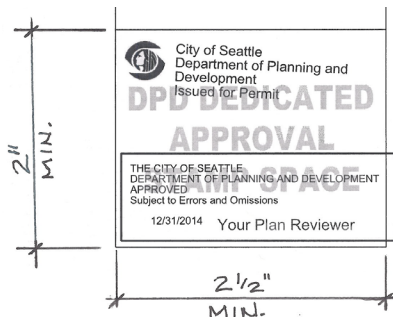 City of Seattle
Department of Planning and
Development
Issued for Permit
DPD DEDICATED
APPROVAL
STAMP SPACE
THE CITY OF SEATTLE
DEPARTMENT OF PLANNING AND DEVELOPMENT
APPROVED
Subject to Errors and Omissions
12/31/2014 Your Plan Reviewer
2"
MIN.
2 1/2"
MIN.